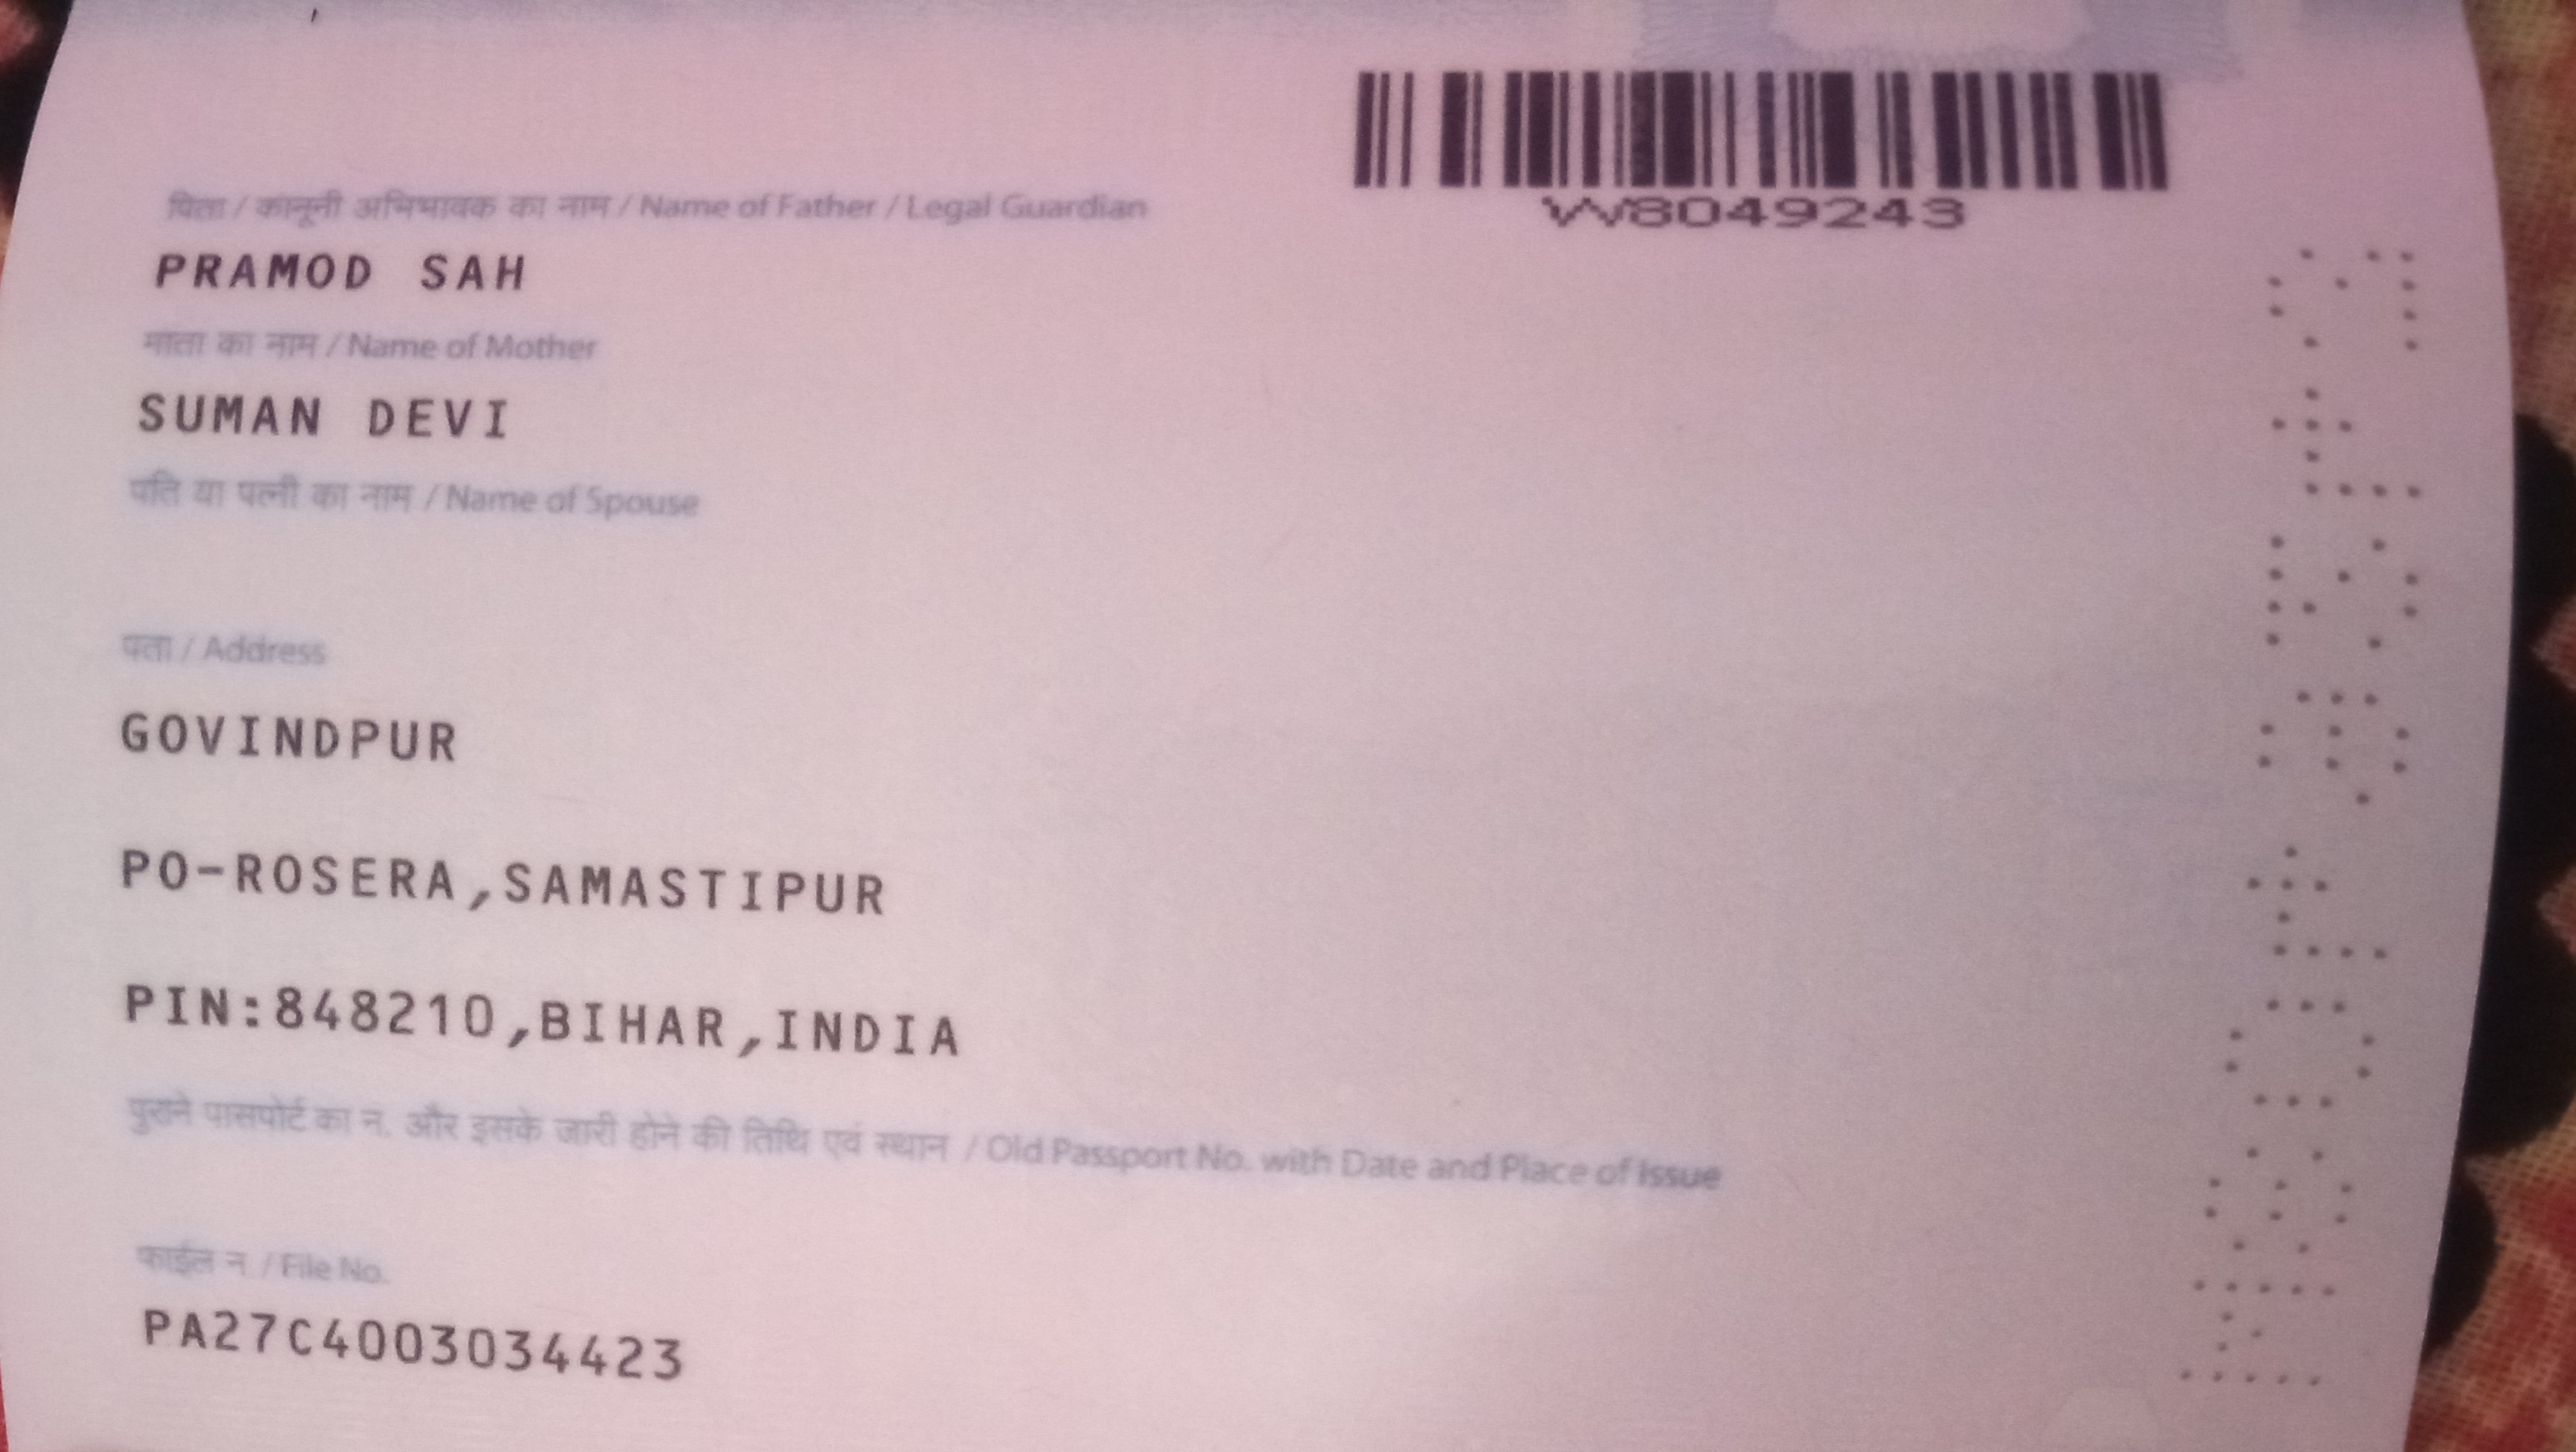 W8049243
पिता / कानूनी अभिभावक का नाम / Name of Father / Legal Guardian
PRAMOD SAH
माता का नाम / Name of Mother
SUMAN DEVI
पति या पत्नी का नाम / Name of Spouse
पता / Address
GOVINDPUR
PO-ROSERA,SAMASTIPUR
PIN:848210,BIHAR,INDIA
पुराने पासपोर्ट का न. और इसके जारी होने की तिथि एवं स्थान / Old Passport No. with Date and Place of Issue
फाईल न. / File No.
PA27C4003034423
W8049243